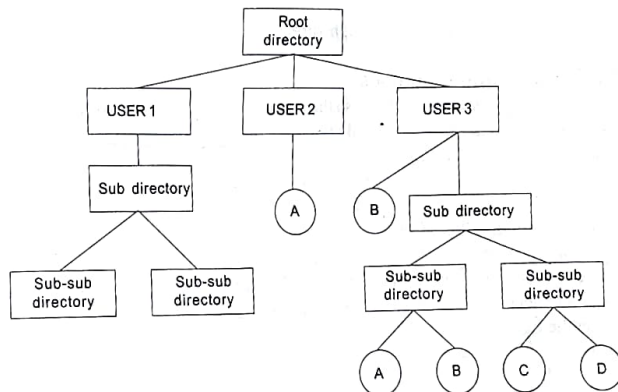 Root
directory
USER 1
USER 2
USER 3
Sub directory
A
B
Sub directory
Sub-sub
directory
Sub-sub
directory
Sub-sub
directory
Sub-sub
directory
A
B
C
D